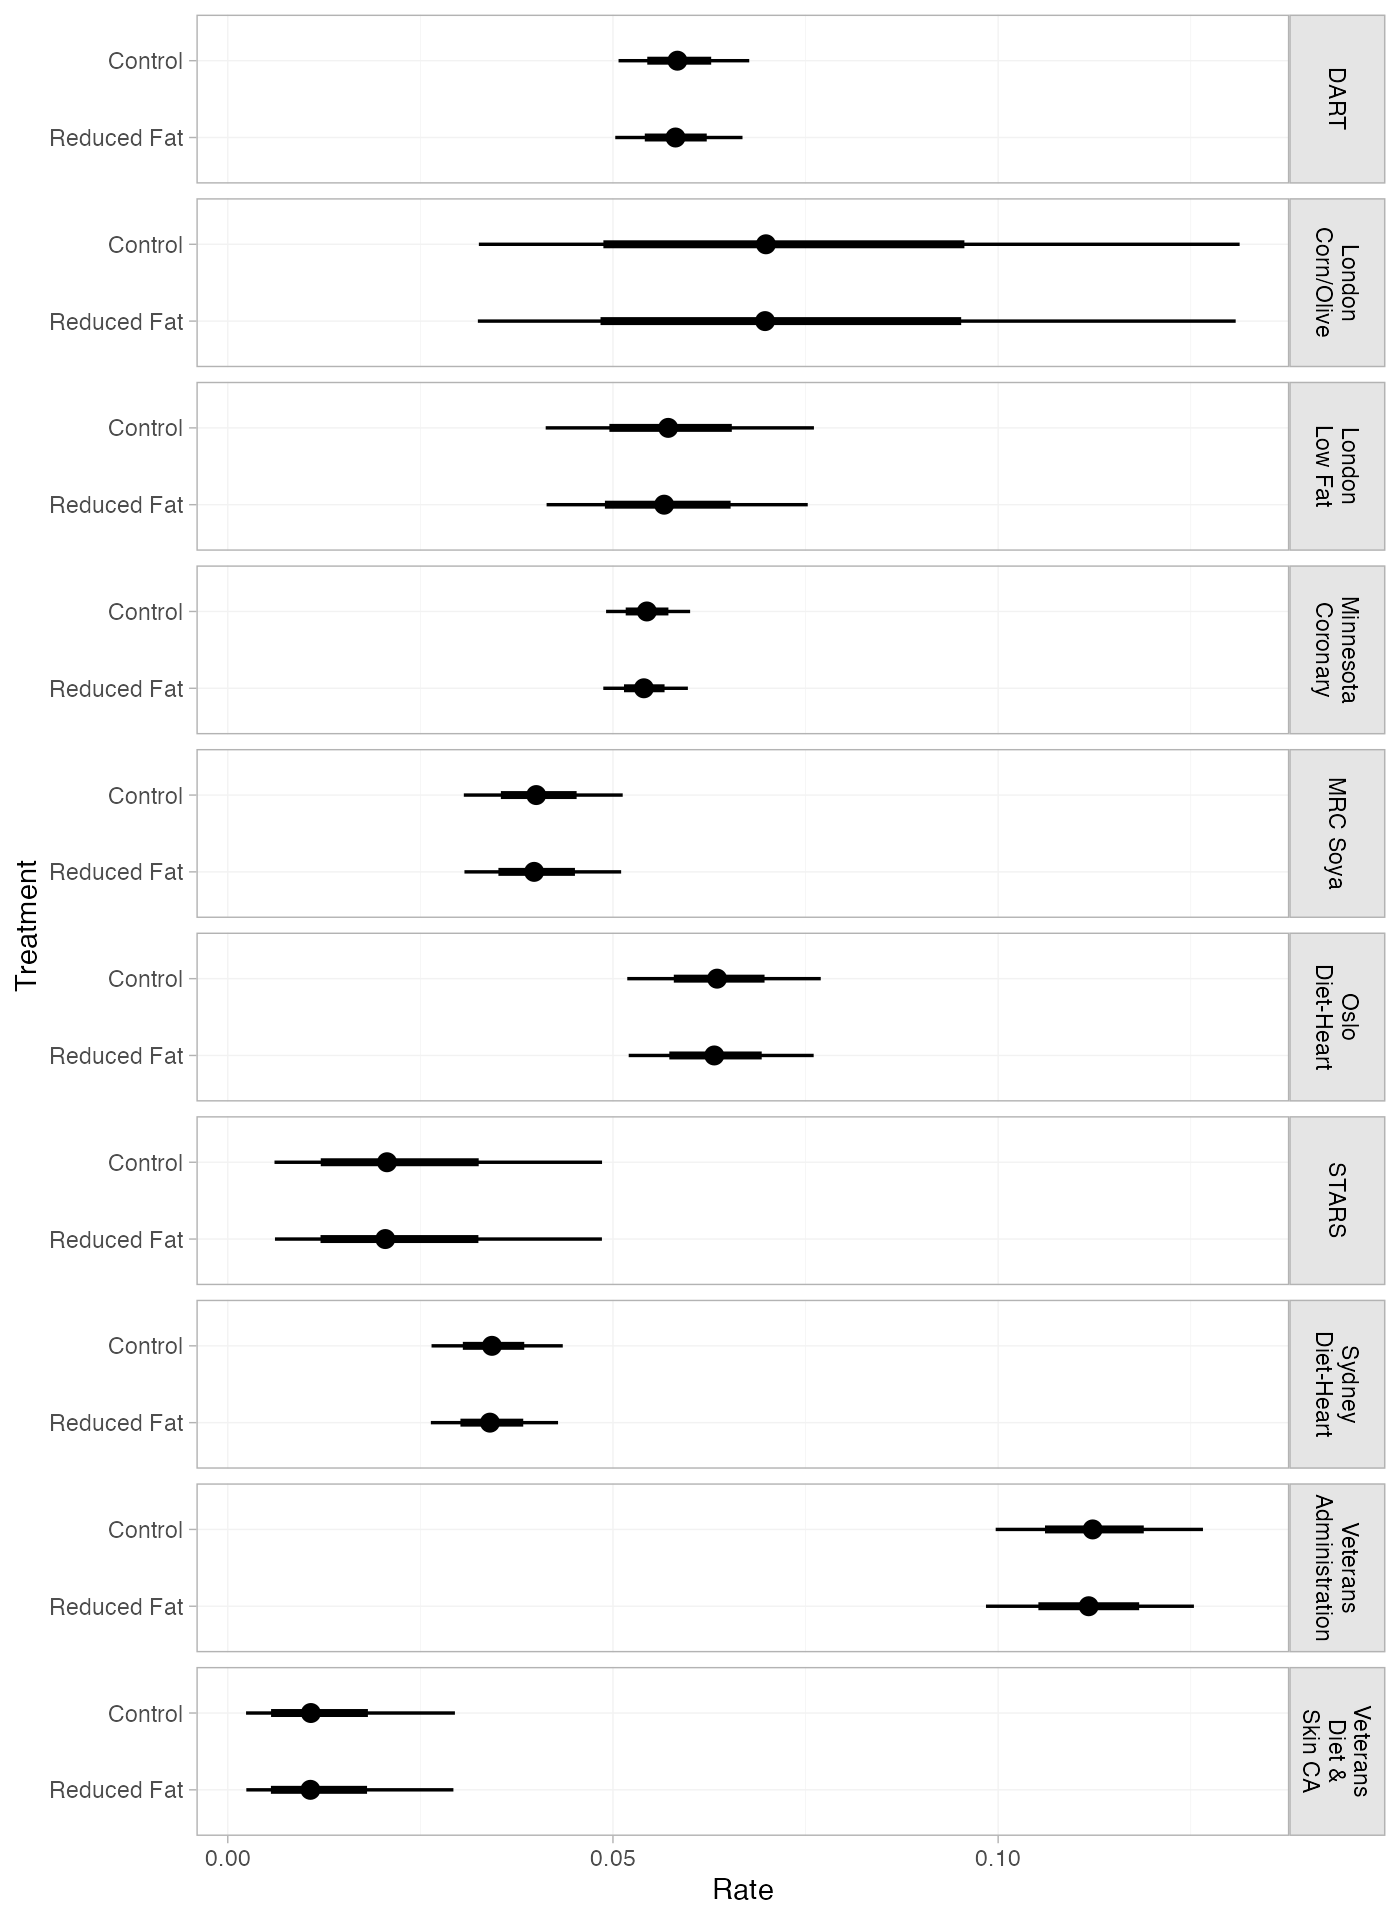 Control
Reduced Fat
DART
Control
Reduced Fat
London
Corn/Olive
Control
Reduced Fat
London
Low Fat
Control
Reduced Fat
Minnesota
Coronary
Control
Reduced Fat
MRC Soya
Control
Reduced Fat
Oslo
Diet-Heart
Control
Reduced Fat
STARS
Control
Reduced Fat
Sydney
Diet-Heart
Control
Reduced Fat
Veterans
Administration
Control
Reduced Fat
Veterans
Diet &
Skin CA
Treatment
0.00 0.05 0.10
Rate